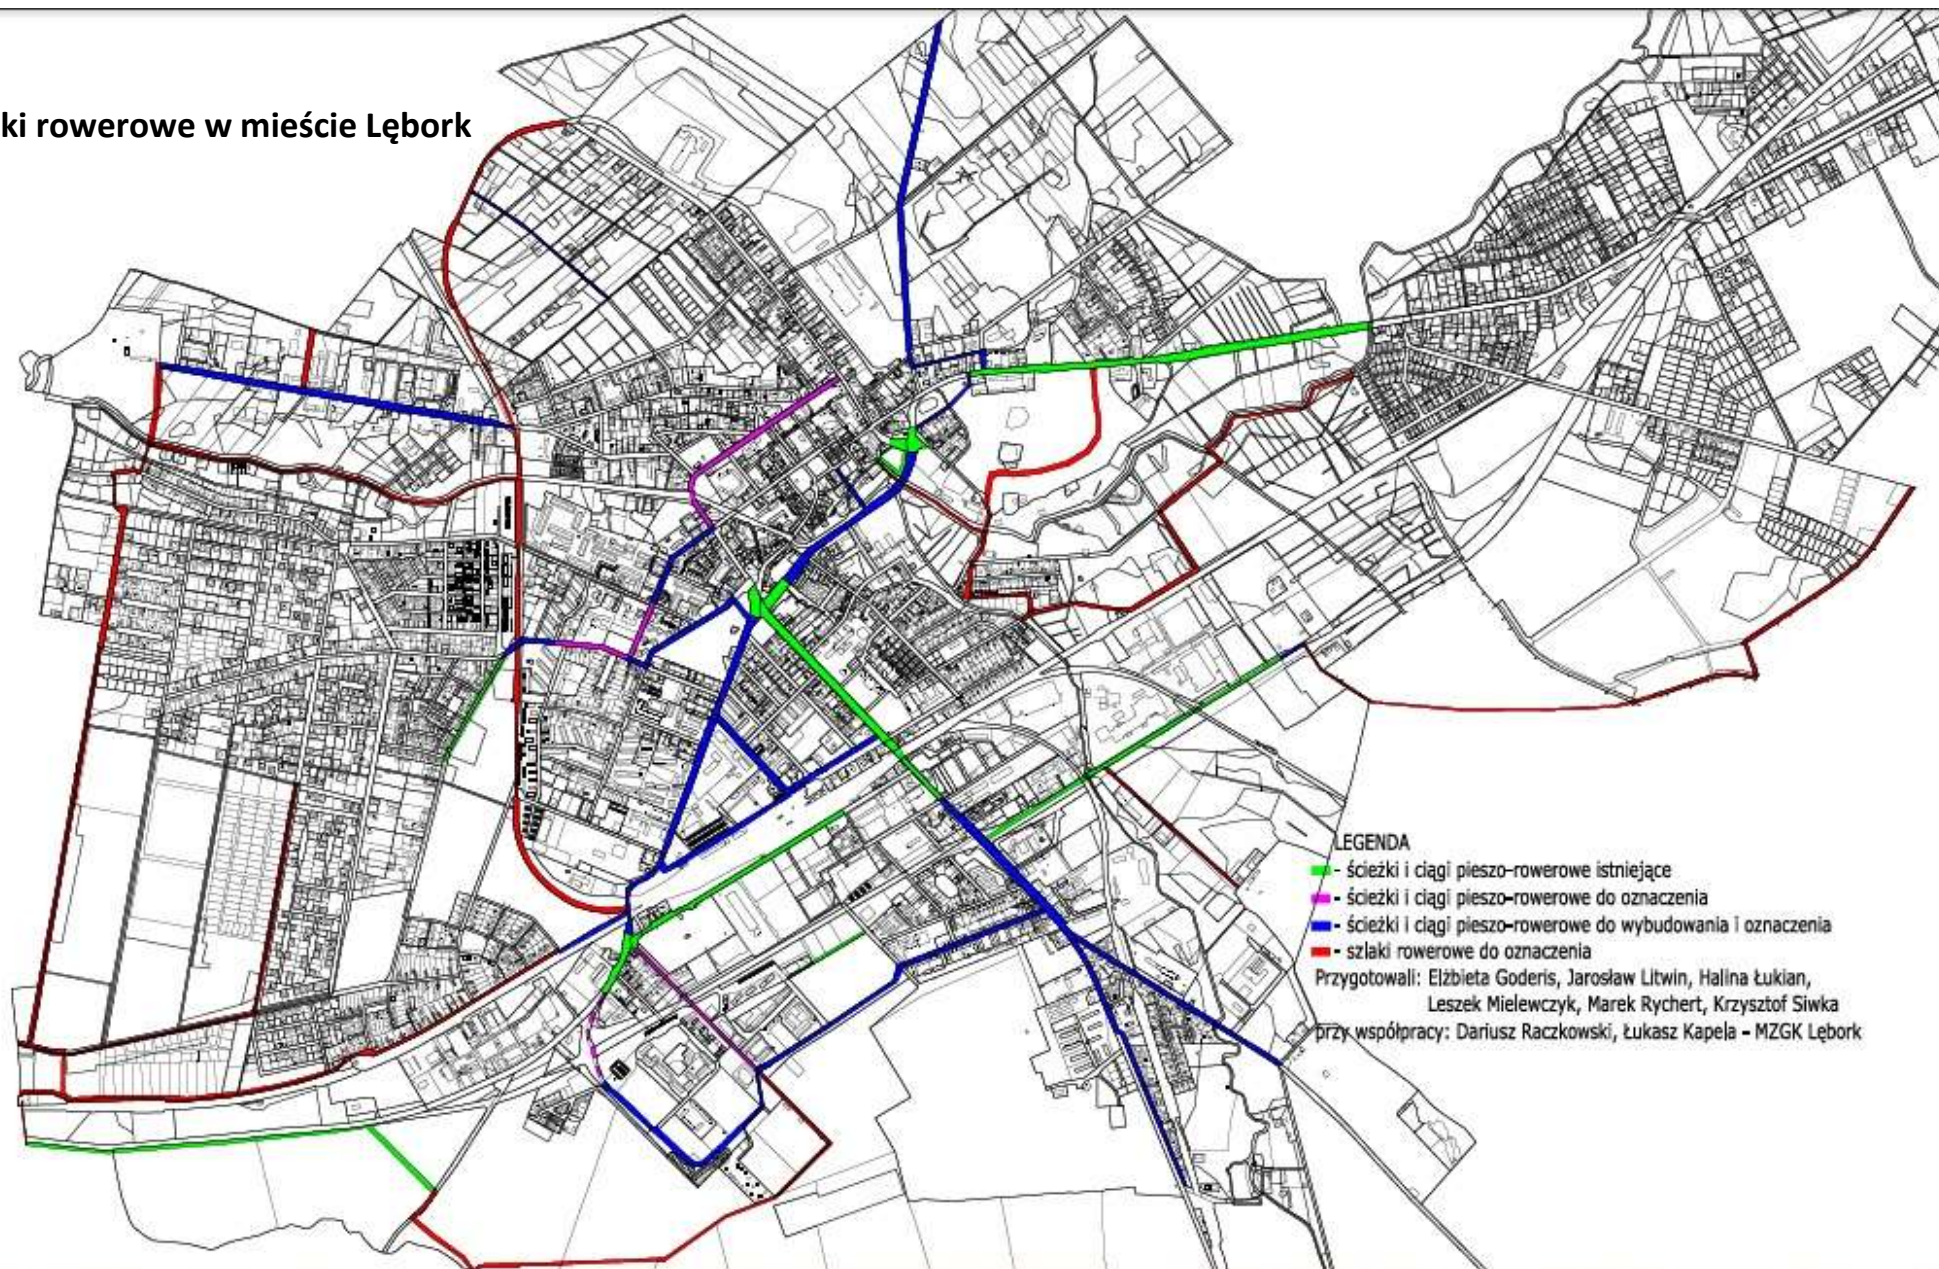 ki rowerowe w mieście Lębork
LEGENDA
- ścieżki i ciągi pieszo-rowerowe istniejące
- ścieżki i ciągi pieszo-rowerowe do oznaczenia
- ścieżki i ciągi pieszo-rowerowe do wybudowania i oznaczenia
- szlaki rowerowe do oznaczenia
Przygotowali: Elżbieta Goderis, Jarosław Litwin, Halina Łukian,
Leszek Mielewczyk, Marek Rychert, Krzysztof Siwka
przy współpracy: Dariusz Raczkowski, Łukasz Kapela - MZGK Lębork